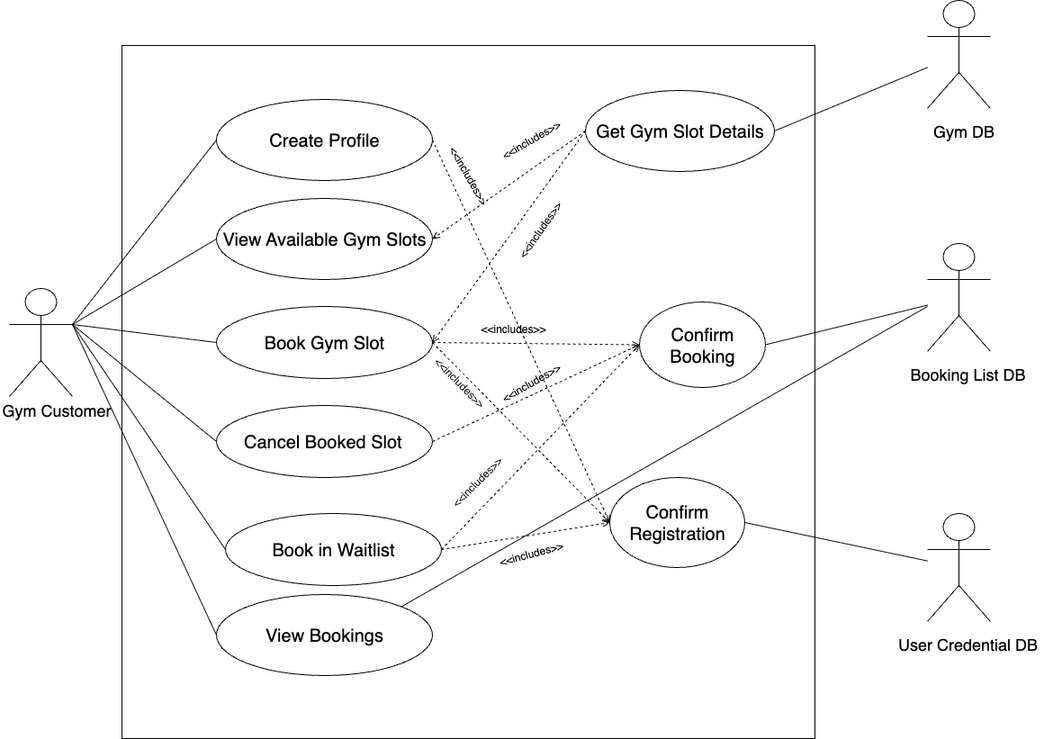 Create Profile
<<includes>>
<<includes>>
Get Gym Slot Details
Gym DB
View Available Gym Slots
<<includes>>
Book Gym Slot
<<includes>>
Confirm
Booking
Booking List DB
<<includes>>
<<includes>>
Gym Customer
Cancel Booked Slot
<<includes>>
Confirm
Registration
Book in Waitlist
<<includes>>
View Bookings
User Credential DB